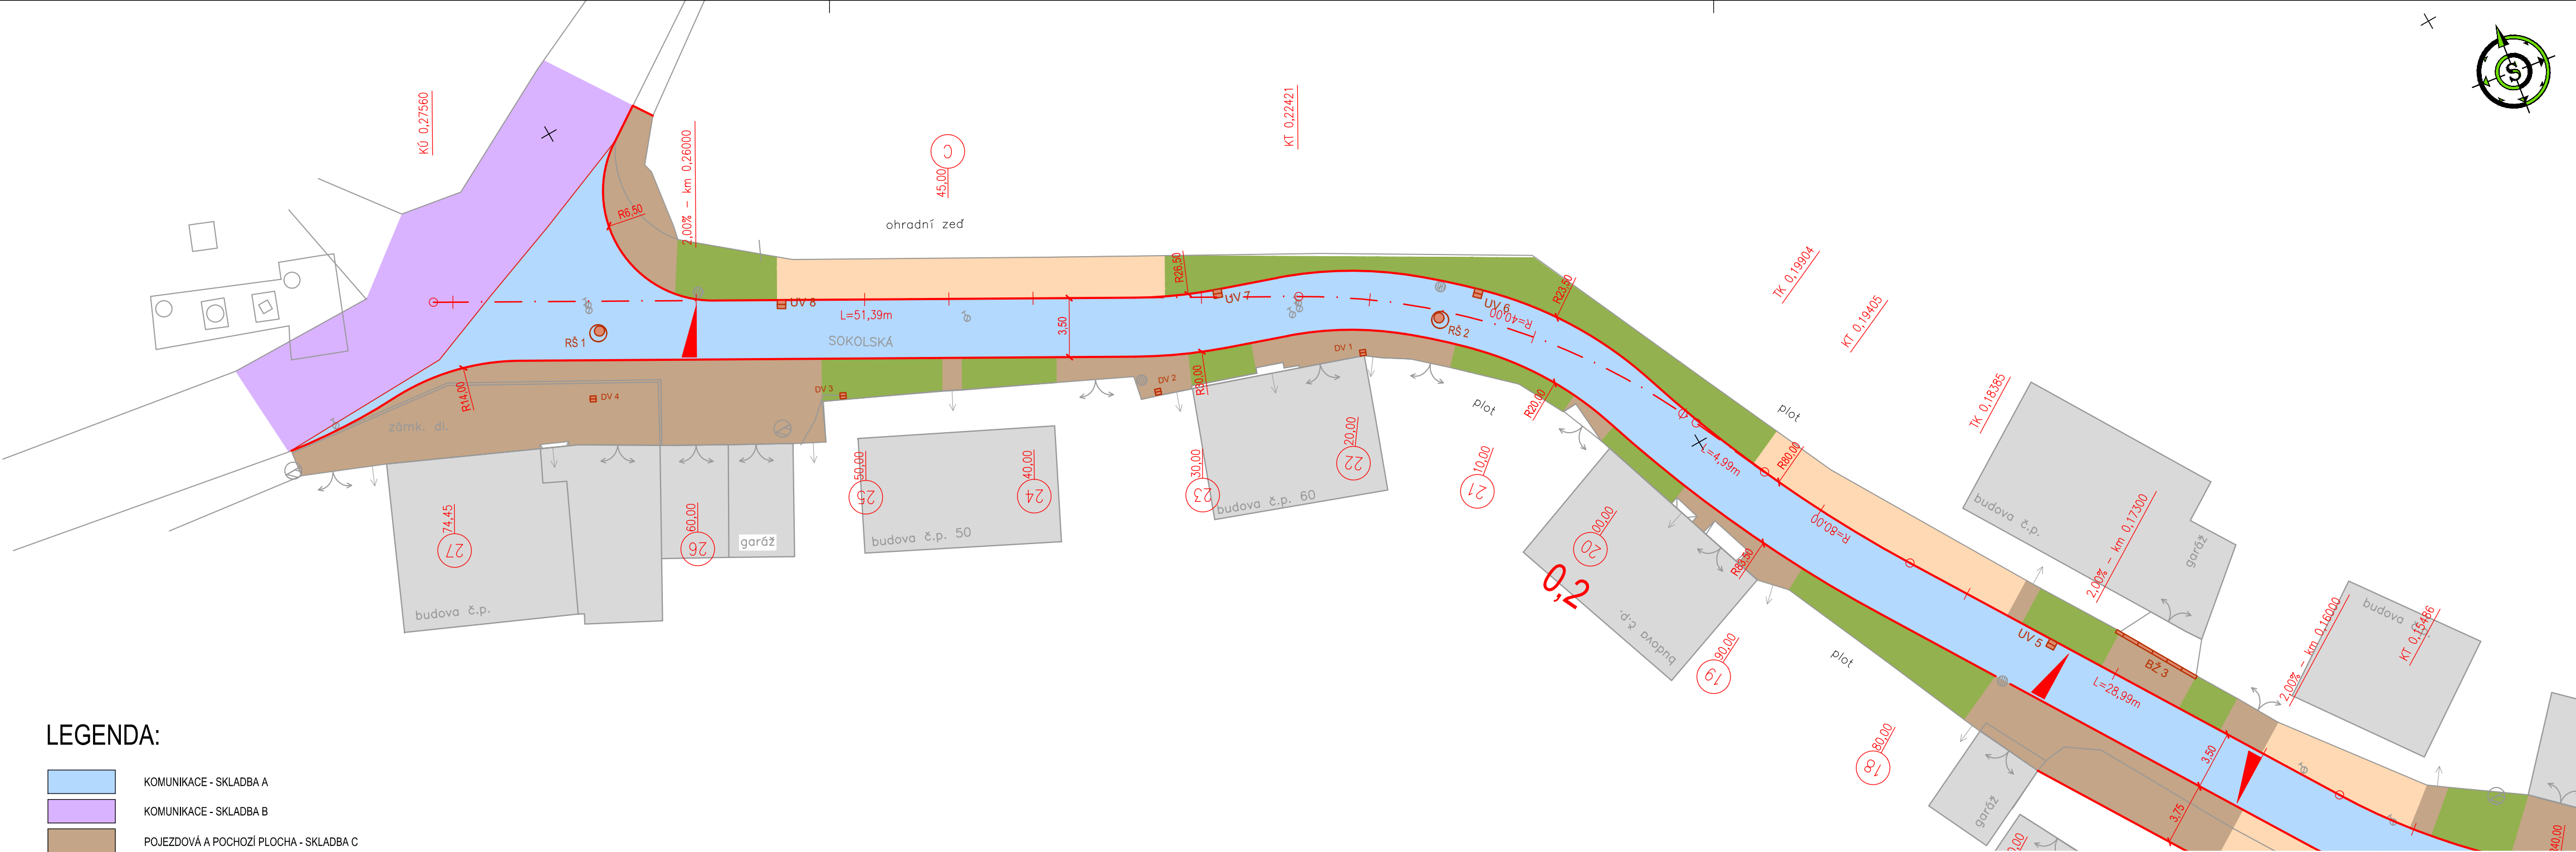 KÚ 0,27560
2,00% - km 0,26000
C
45,00
KT 0,22421
ohradní zeď
S
TK 0,19904
KT 0,19405
TK 0,18385
R6,50
R26,50
R23,50
UV 8
UV 7
UV 6
L=51,39m
R=40,00
3,50
RŠ 1
RŠ 2
SOKOLSKÁ
DV 1
DV 2
DV 3
DV 4
R14,00
R30,00
R20,00
plot
plot
L=4,99m
R80,00
R=80,00
zámk. dl.
20,00
22
10,00
21
30,00
23
40,00
24
50,00
25
60,00
26
74,45
27
00,00
20
0,2
R83,50
budova č.p.
garáž
budova č.p. 50
budova č.p. 60
budova č.p.
budova č.p.
garáž
2,00% - km 0,17300
2,00% - km 0,16000
KT 0,15486
budova č.p.
90,00
19
plot
UV 5
BŽ 3
L=28,99m
80,00
18
3,50
3,75
garáž
LEGENDA:
KOMUNIKACE - SKLADBA A
KOMUNIKACE - SKLADBA B
POJEZDOVÁ A POCHOZÍ PLOCHA - SKLADBA C